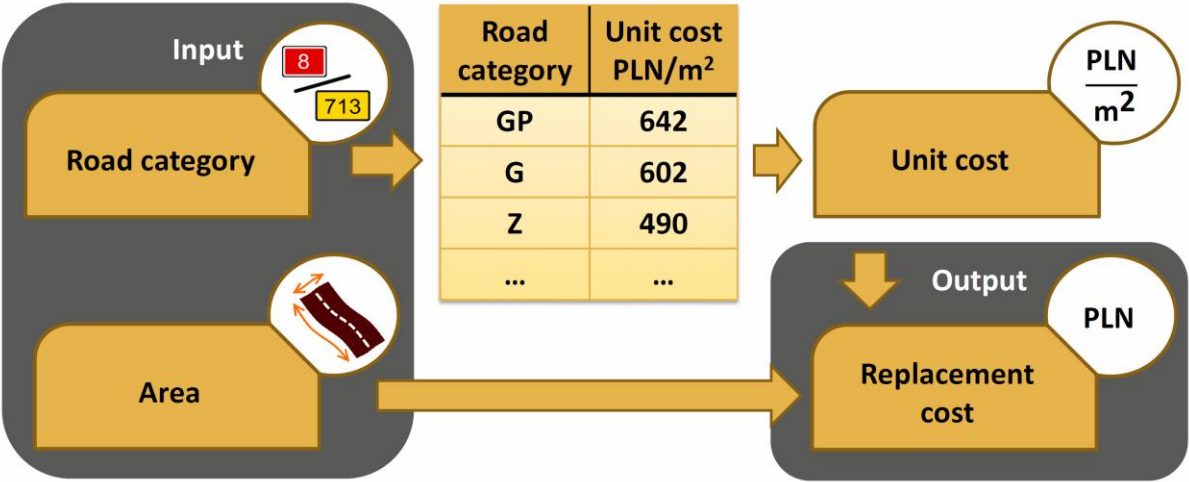 Input
8
713
Road category
Area
Road category
Unit cost PLN/m²
GP 642
G 602
Z 490
... ...
PLN
m²
Unit cost
Output
PLN
Replacement
cost